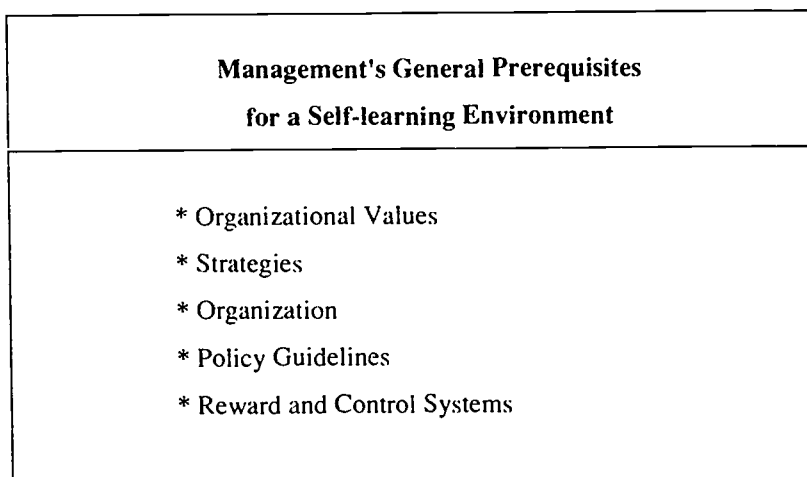 Management's General Prerequisites
for a Self-learning Environment
* Organizational Values
* Strategies
* Organization
* Policy Guidelines
* Reward and Control Systems